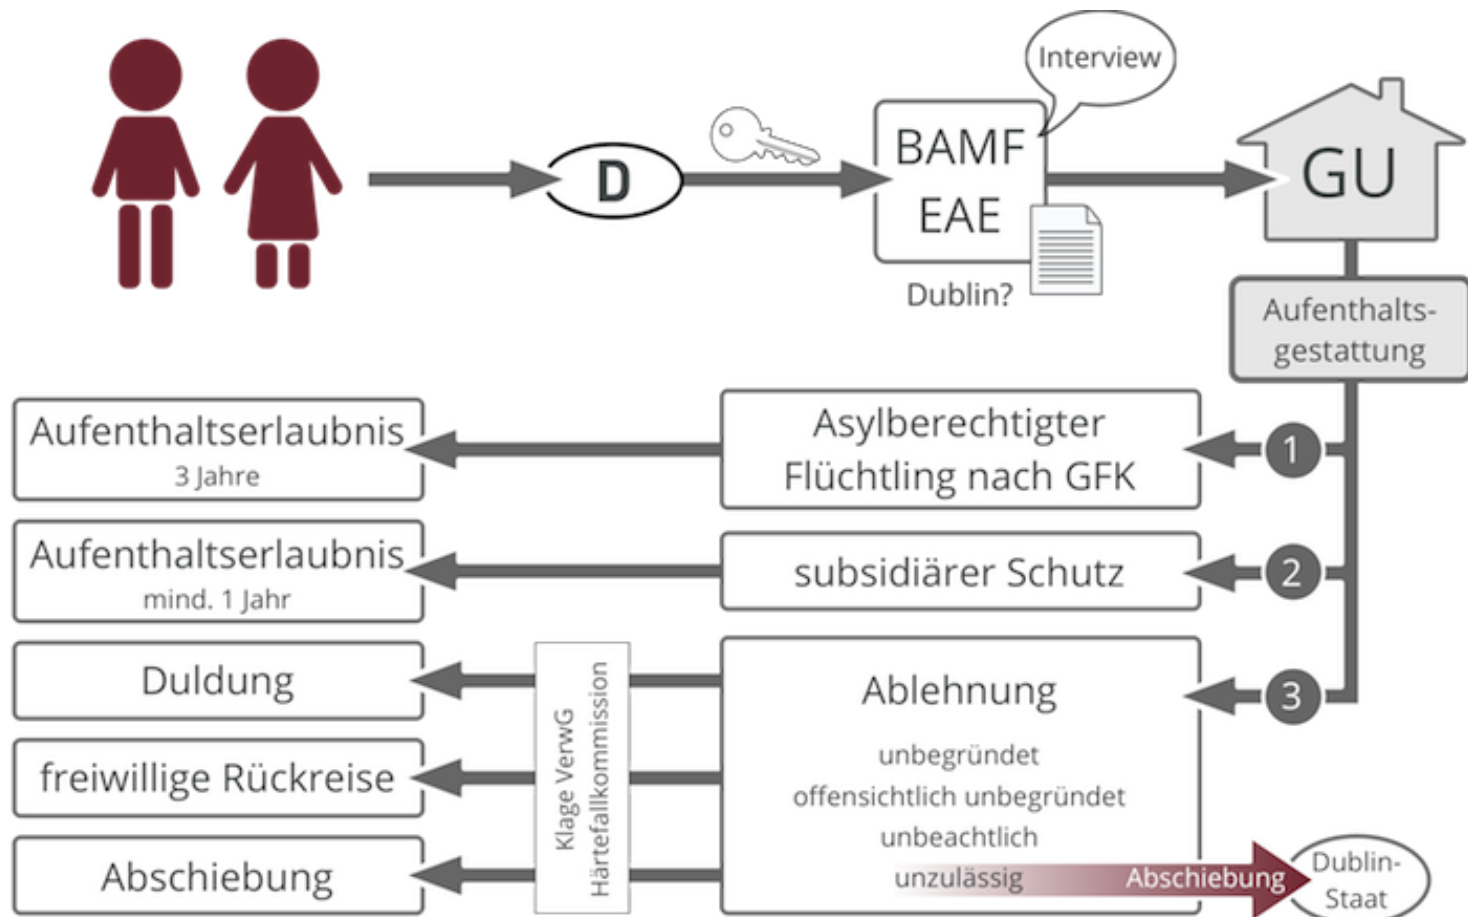 Interview
D
BAMF
EAE
Dublin?
GU
Aufenthalts-
gestattung
Aufenthaltserlaubnis
3 Jahre
Asylberechtigter
Flüchtling nach GFK
1
Aufenthaltserlaubnis
mind. 1 Jahr
subsidiärer Schutz
2
Duldung
freiwillige Rückreise
Abschiebung
Klage VerwG
Härtefallkommission
Ablehnung
unbegründet
offensichtlich unbegründet
unbeachtlich
unzulässig
3
Abschiebung
Dublin-
Staat